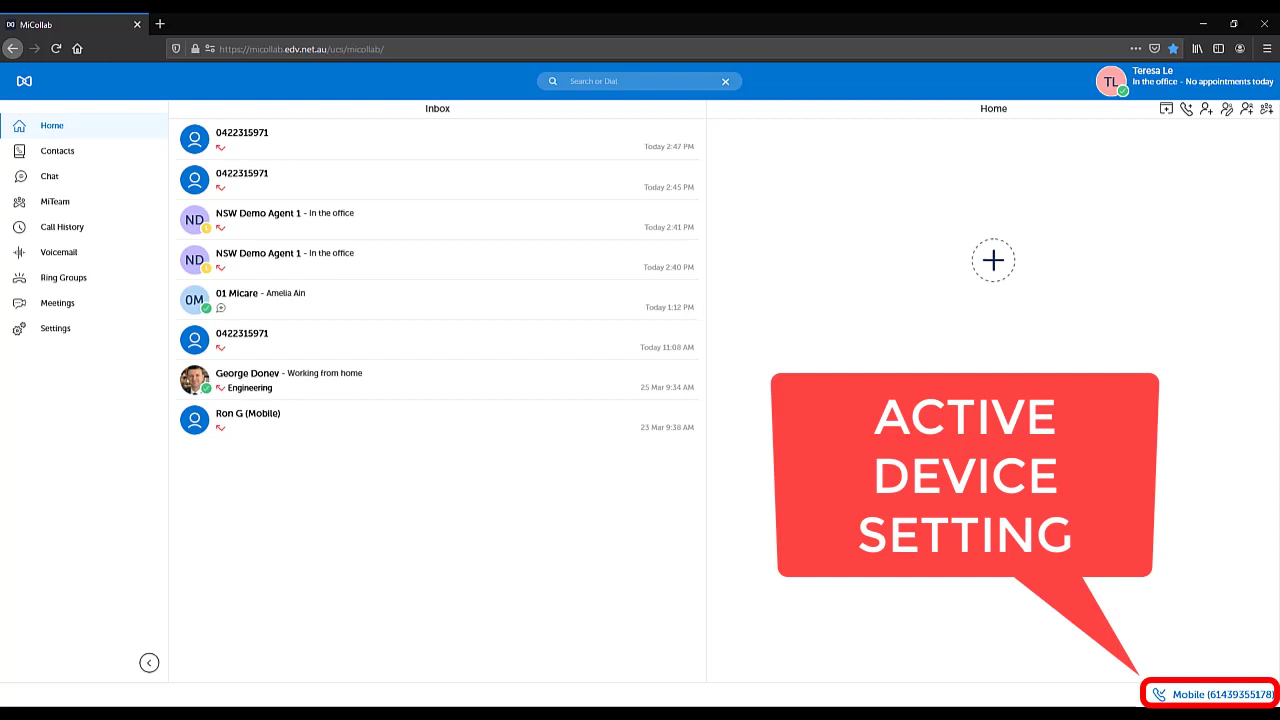 MiCollab
https://micollab.edv.net.au/ucs/micollab/
Search or Dial
TL
Teresa Le
In the office - No appointments today
Home
Contacts
Chat
MiTeam
Call History
Voicemail
Ring Groups
Meetings
Settings
Inbox
0422315971
Today 2:47 PM
0422315971
Today 2:45 PM
ND
NSW Demo Agent 1 - In the office
Today 2:41 PM
ND
NSW Demo Agent 1 - In the office
Today 2:40 PM
0M
01 Micare - Amelia Ain
Today 1:12 PM
0422315971
Today 11:08 AM
George Donev - Working from home
Engineering
25 Mar 9:34 AM
Ron G (Mobile)
23 Mar 9:38 AM
Home
ACTIVE
DEVICE
SETTING
Mobile (61439355178)